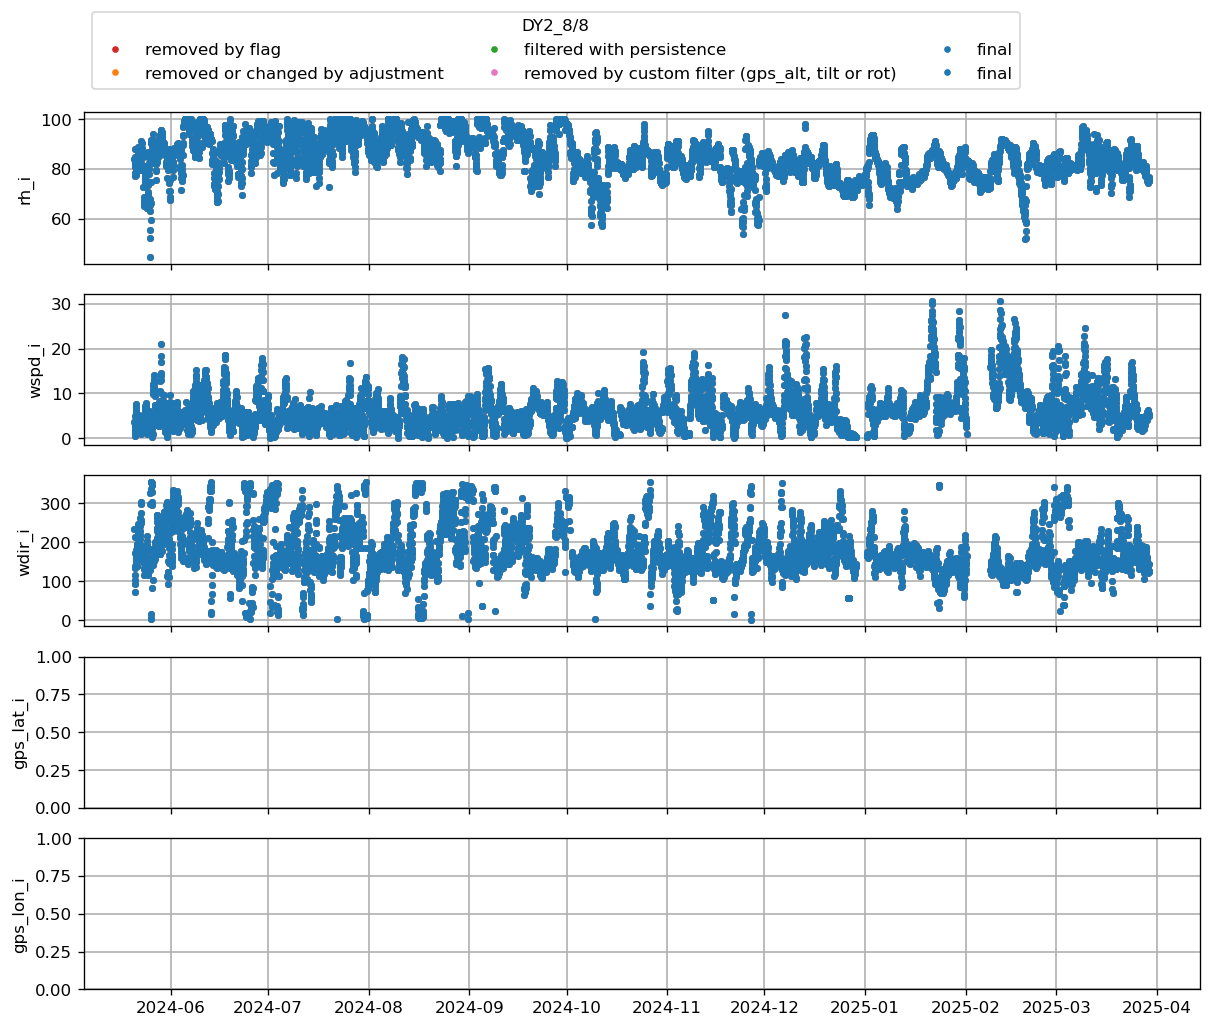 DY2_8/8
removed by flag
filtered with persistence
final
removed or changed by adjustment
removed by custom filter (gps_alt, tilt or rot)
final
rh_i
100
80
60
wspd_i
30
20
10
0
wdir_i
300
200
100
0
gps_lat_i
1.00
0.75
0.50
0.25
0.00
gps_lon_i
1.00
0.75
0.50
0.25
0.00
2024-06
2024-07
2024-08
2024-09
2024-10
2024-11
2024-12
2025-01
2025-02
2025-03
2025-04